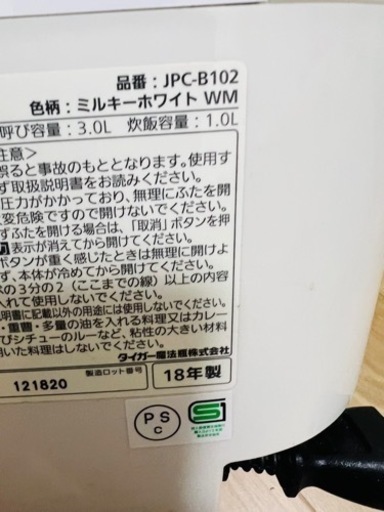 品番：JPC-B102
色柄：ミルキーホワイト WM
呼び容量：3.0L 炊飯容量：1.0L
注意＞
誤ると事故のもととなります。使用す
ず取扱説明書をお読みください。
圧力がかかっており、無理にふたを開
変危険ですので開けないでください。
ずふたを開ける場合は、「取消」ボタンを押
表示が消えてから開けてください。
ボタンが重く感じたときは無理に開けよ
ず、本体が冷めてから開けてください。
の3分の2（ここまでの線）以上の内容
入れて使用しないでください。
明書に記載以外の用途に使用しないでく
・重曹・多量の油を入れる料理又はカレー
びシチューのルーなど、粘性の大きい材料
い料理はしないでください。
タイガー魔法瓶株式会社
121820 製造ロット番号 18年製
PS
C
S1